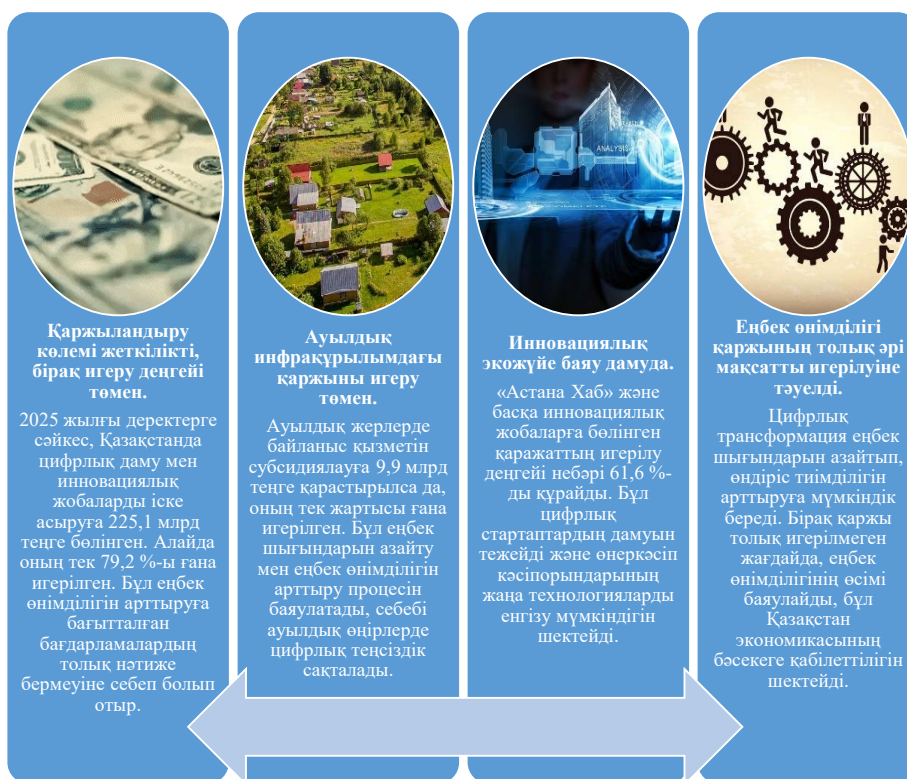 Қаржыландыру
көлемі жеткілікті,
бірақ игеру деңгейі
төмен.
2025 жылғы деректерге
сәйкес, Қазақстанда
цифрлық даму мен
инновациялық
жобаларды іске
асыруға 225,1 млрд
теңге бөлінген. Алайда
оның тек 79,2 %-ы ғана
игерілген. Бұл еңбек
өнімділігін арттыруға
бағытталған
бағдарламалардың
толық нәтиже
бермеуіне себеп болып
отыр.
Ауылдық
инфрақұрылымдағы
қаржыны игеру
төмен.
Ауылдық жерлерде
байланыс қызметін
субсидиялауға 9,9 млрд
теңге қарастырылса да,
оның тек жартысы ғана
игерілген. Бұл еңбек
шығындарын азайту
мен еңбек өнімділігін
арттыру процесін
баяулатады, себебі
ауылдық өңірлерде
цифрлық теңсіздік
сақталады.
ANALYSIS
Инновациялық
экожүйе баяу дамуда.
«Астана Хаб» және
басқа инновациялық
жобаларға бөлінген
қаражаттың игерілу
деңгейі небәрі 61,6 %-
ды құрайды. Бұл
цифрлық
стартаптардың дамуын
тежейді және өнеркәсіп
кәсіпорындарының
жаңа технологияларды
енгізу мүмкіндігін
шектейді.
Еңбек өнімділігі
қаржының толық әрі
мақсатты игерілуіне
тәуелді.
Цифрлық
трансформация еңбек
шығындарын азайтып,
өндіріс тиімділігін
арттыруға мүмкіндік
береді. Бірақ қаржы
толық игерілмеген
жағдайда, еңбек
өнімділігінің өсімі
баяулайды, бұл
Қазақстан
экономикасының
бәсекеге қабілеттілігін
шектейді.